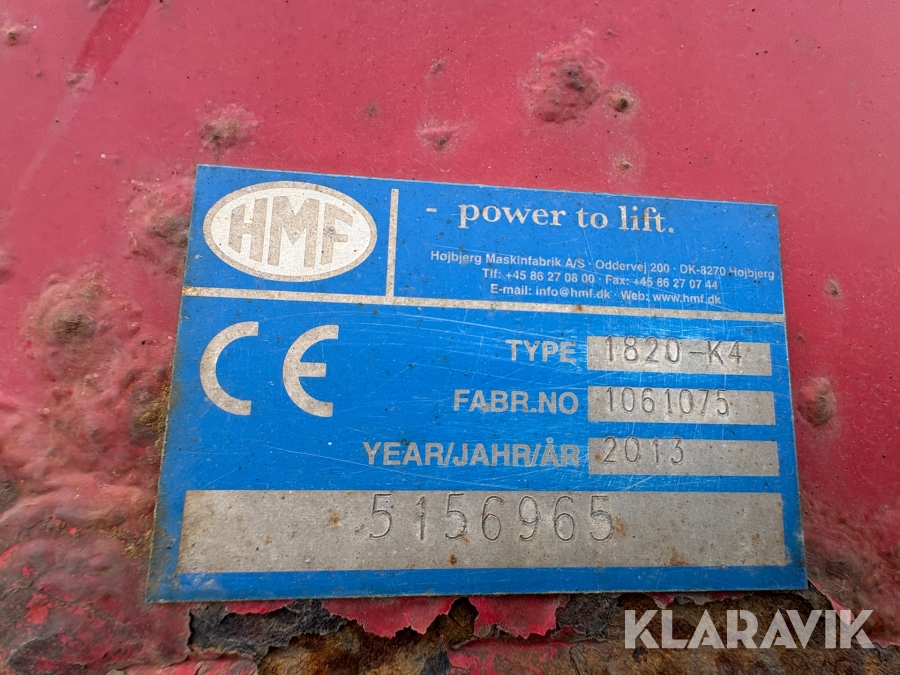 HMF
- power to lift.
Højbjerg Maskinfabrik A/S · Oddervej 200 · DK-8270 Højbjerg
Tlf: +45 86 27 08 00 · Fax: +45 86 27 07 44
E-mail: info@hmf.dk · Web: www.hmf.dk
CE
TYPE 1820-K4
FABR.NO 1061075
YEAR/JAHR/ÅR 2013
5156965
KLARAVIK